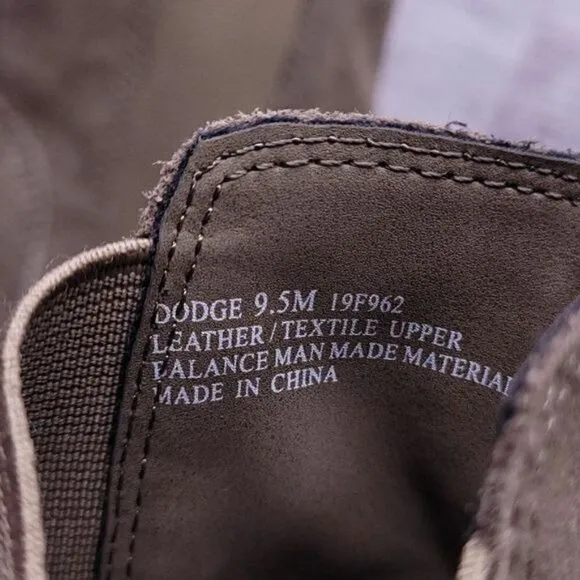 DODGE 9.5M 19F962
LEATHER/TEXTILE UPPER
BALANCE MAN MADE MATERIAL
MADE IN CHINA